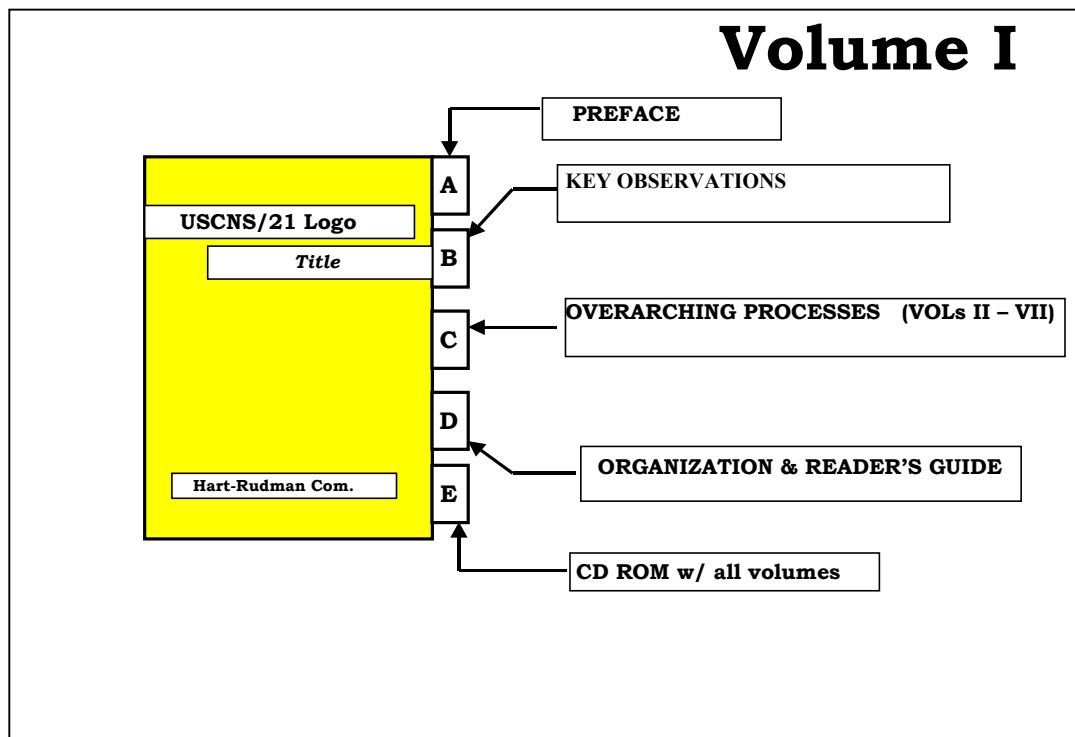 Volume I
PREFACE
A
KEY OBSERVATIONS
USCNS/21 Logo
Title
B
OVERARCHING PROCESSES (VOLs II – VII)
C
D
ORGANIZATION & READER’S GUIDE
Hart-Rudman Com.
E
CD ROM w/ all volumes